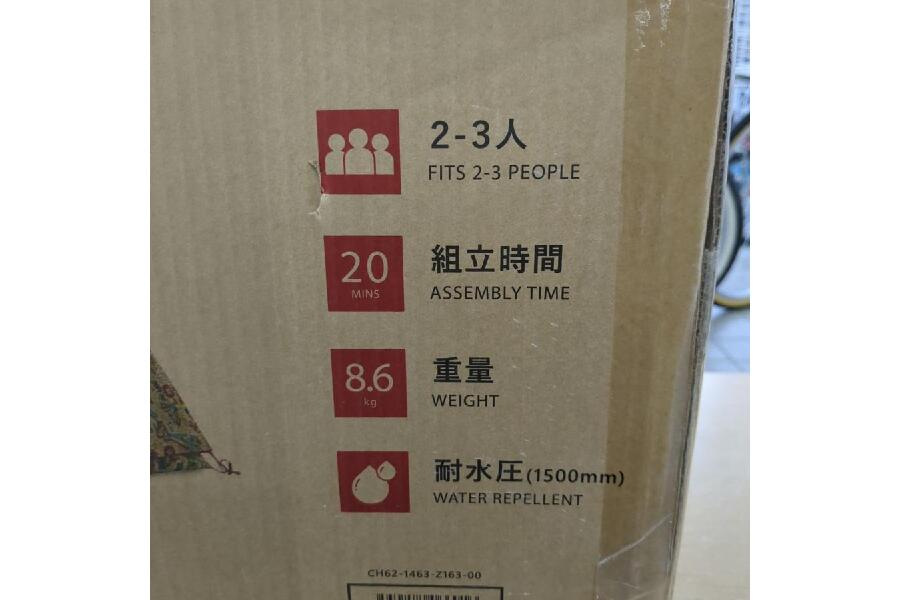 2-3人
FITS 2-3 PEOPLE
20
MINS
組立時間
ASSEMBLY TIME
8.6
kg
重量
WEIGHT
耐水圧(1500mm)
WATER REPELLENT
CH62-1463-Z163-00